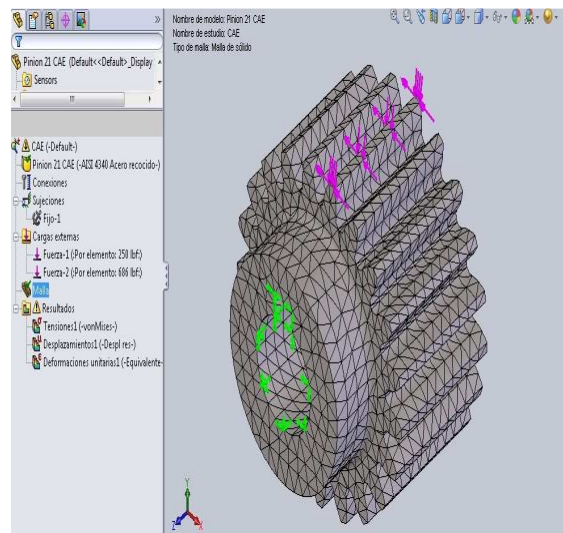 Nombre de modelo: Pinion 21 CAE
Nombre de estudio: CAE
Tipo de malla: Malla de sólido
Pinion 21 CAE (Default<<Default>_Display
Sensors
CAE (-Default-)
Pinion 21 CAE (-AISI 4340 Acero recocido-)
Conexiones
Sujeciones
Fijo-1
Cargas externas
Fuerza-1 (:Por elemento: 250 lbf:)
Fuerza-2 (:Por elemento: 686 lbf:)
Malla
Resultados
Tensiones1 (-vonMises-)
Desplazamientos1 (-Despl res-)
Deformaciones unitarias1 (-Equivalente-
Y
Z
X